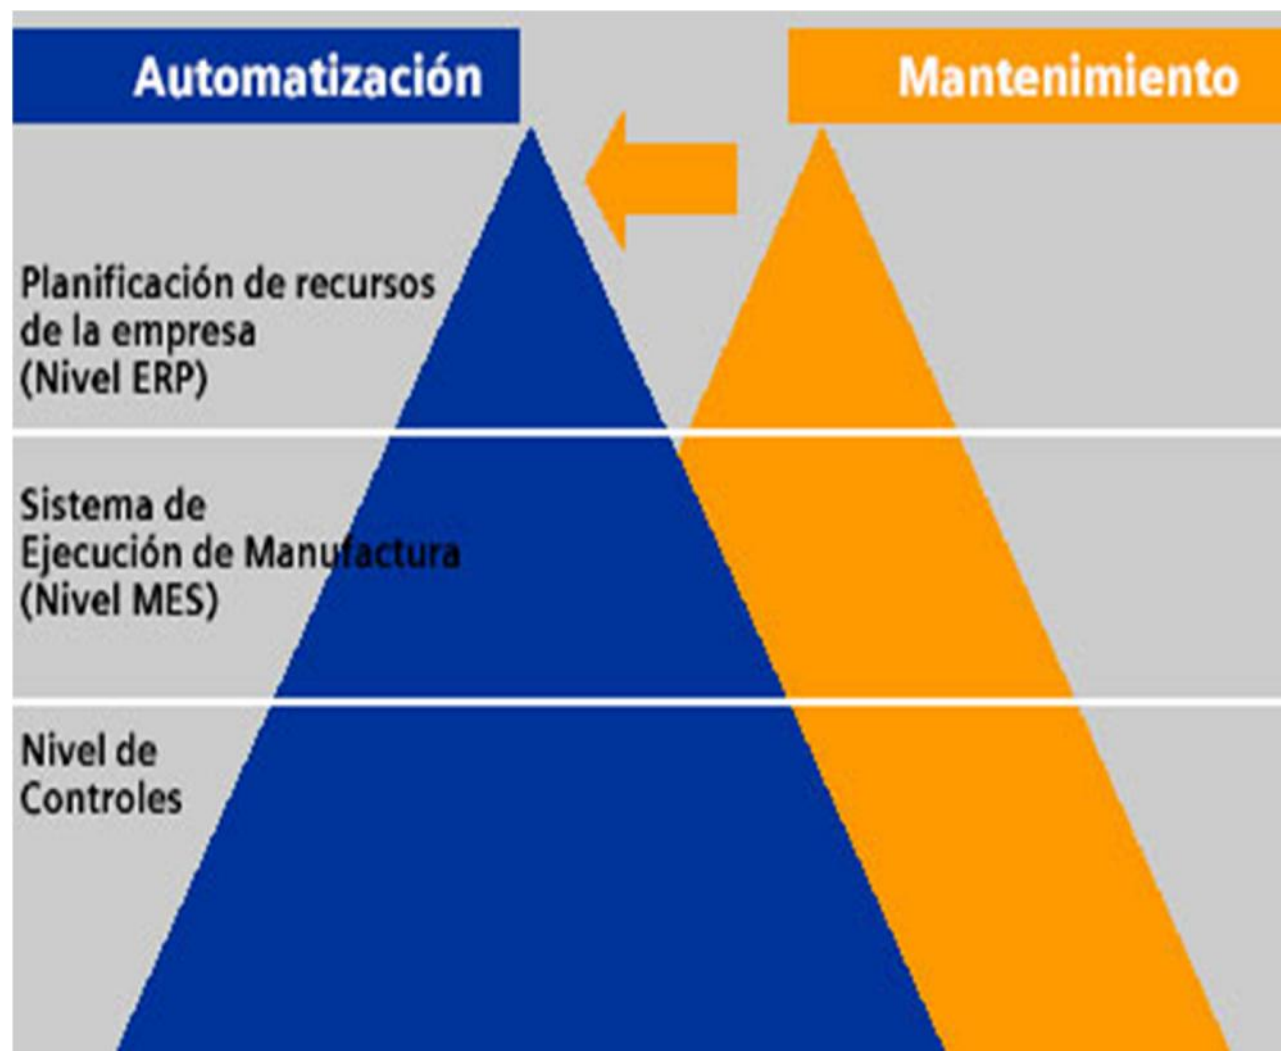 Automatización
Mantenimiento
Planificación de recursos
de la empresa
(Nivel ERP)
Sistema de
Ejecución de Manufactura
(Nivel MES)
Nivel de
Controles